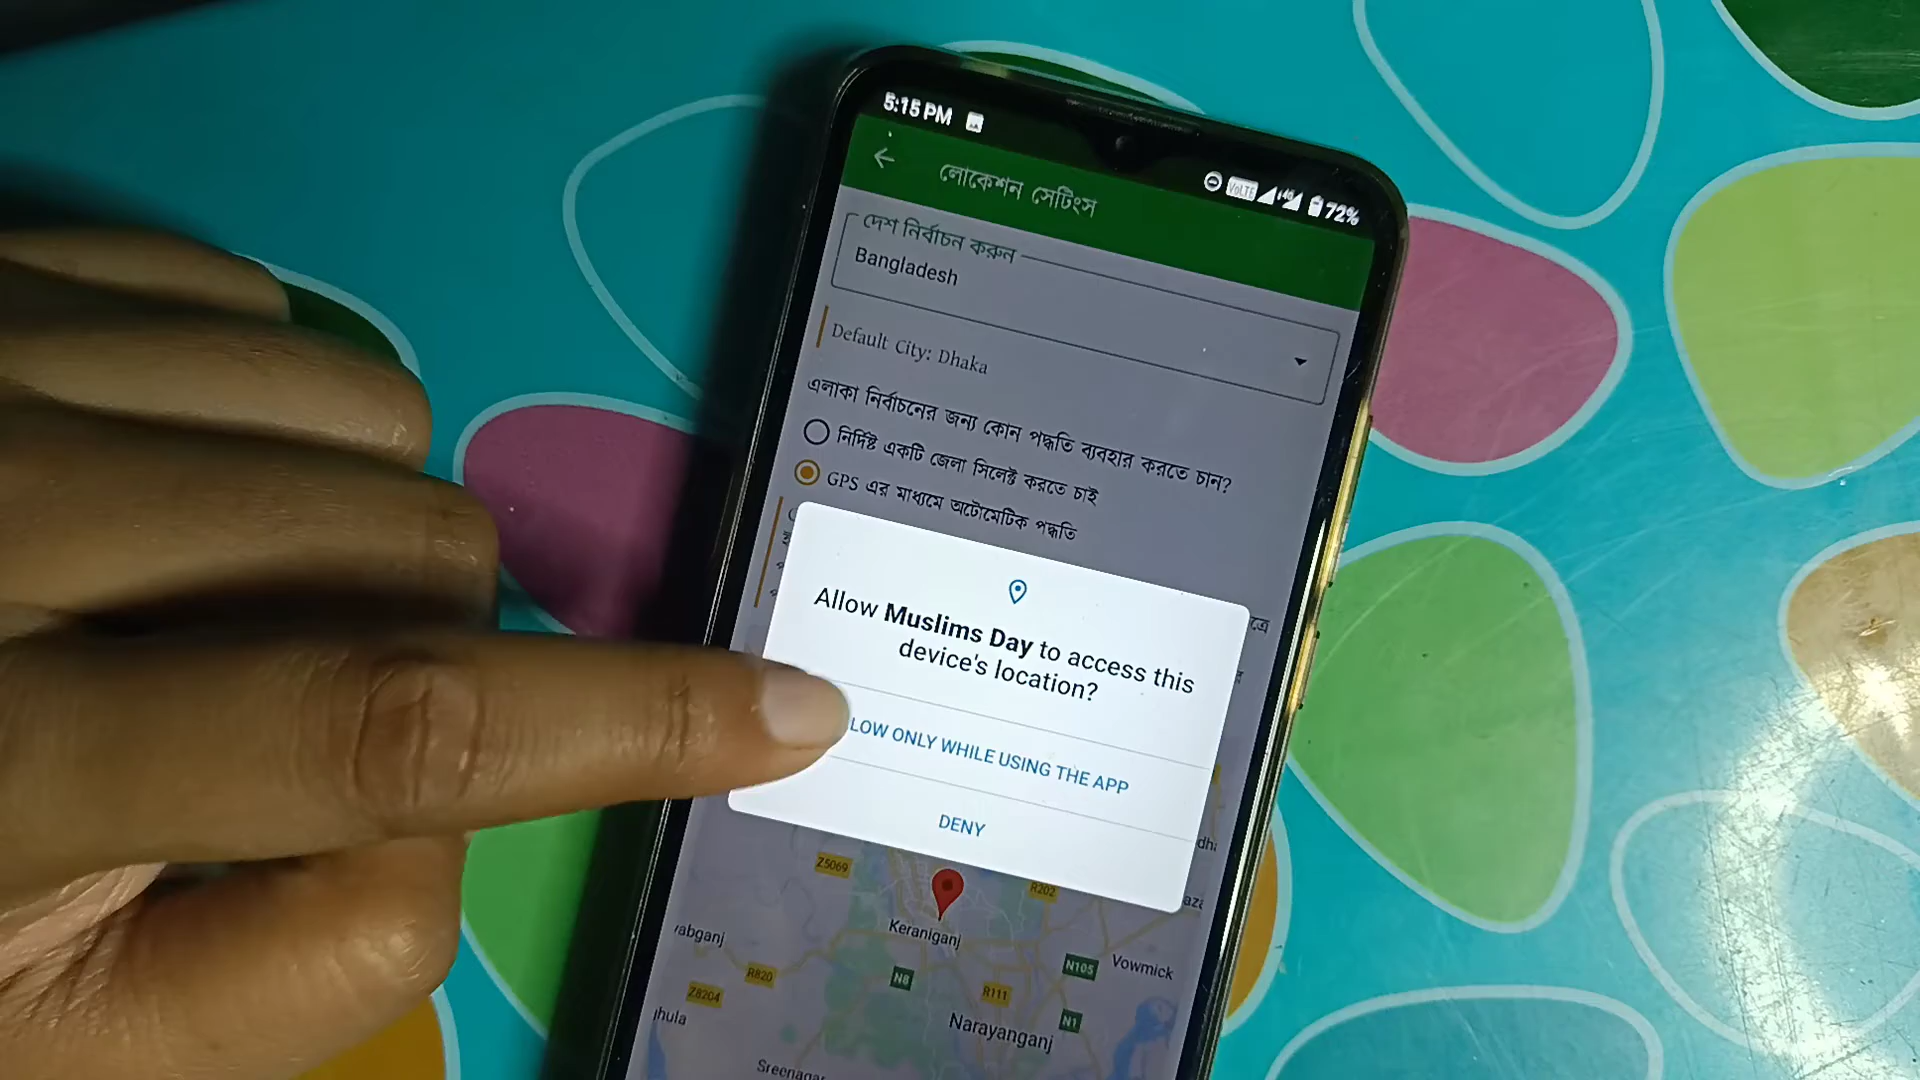 5:15 PM
VoLTE 4G 72%
লোকেশন সেটিংস
দেশ নির্বাচন করুন
Bangladesh
Default City: Dhaka
এলাকা নির্বাচনের জন্য কোন পদ্ধতি ব্যবহার করতে চান?
নির্দিষ্ট একটি জেলা সিলেক্ট করতে চাই
GPS এর মাধ্যমে অটোমেটিক পদ্ধতি
Allow Muslims Day to access this
device's location?
LOW ONLY WHILE USING THE APP
DENY
Z5069
R202
Keraniganj
N105
Vowmick
R820
N8
R111
Z8204
Narayanganj
N1